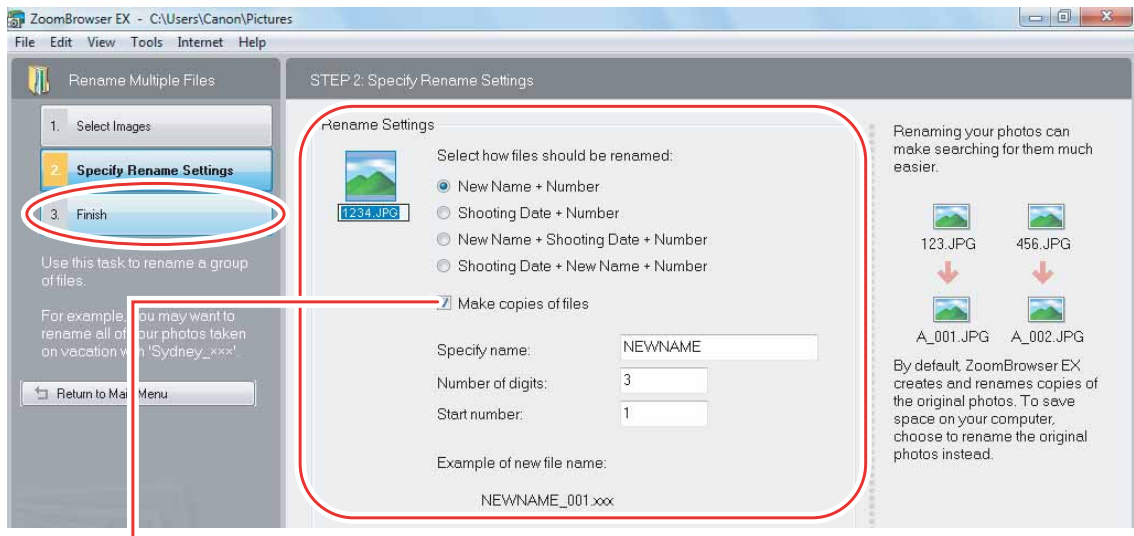 ZoomBrowser EX - C:\Users\Canon\Pictures
File Edit View Tools Internet Help
Rename Multiple Files
1. Select Images
2. Specify Rename Settings
3. Finish
Use this task to rename a group
of files.
For example, you may want to
rename all of your photos taken
on vacation with 'Sydney_×××'.
Return to Main Menu
STEP 2: Specify Rename Settings
Rename Settings
1234.JPG
Select how files should be renamed:
New Name + Number
Shooting Date + Number
New Name + Shooting Date + Number
Shooting Date + New Name + Number
Make copies of files
Specify name: NEWNAME
Number of digits: 3
Start number: 1
Example of new file name:
NEWNAME_001.xxx
Renaming your photos can
make searching for them much
easier.
123.JPG 456.JPG
A_001.JPG A_002.JPG
By default, ZoomBrowser EX
creates and renames copies of
the original photos. To save
space on your computer,
choose to rename the original
photos instead.